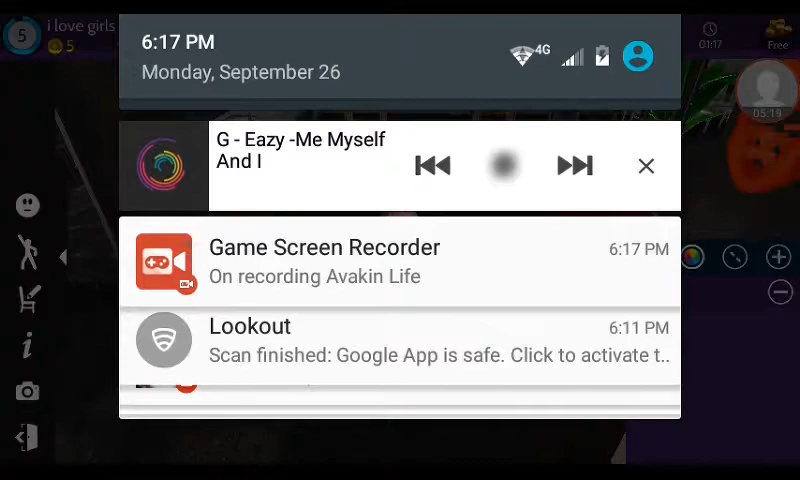 5
i love girls
5
6:17 PM
4G
Monday, September 26
01:17
Free
G - Eazy -Me Myself
And I
05:19
Game Screen Recorder
6:17 PM
On recording Avakin Life
Lookout
6:11 PM
Scan finished: Google App is safe. Click to activate t..
i